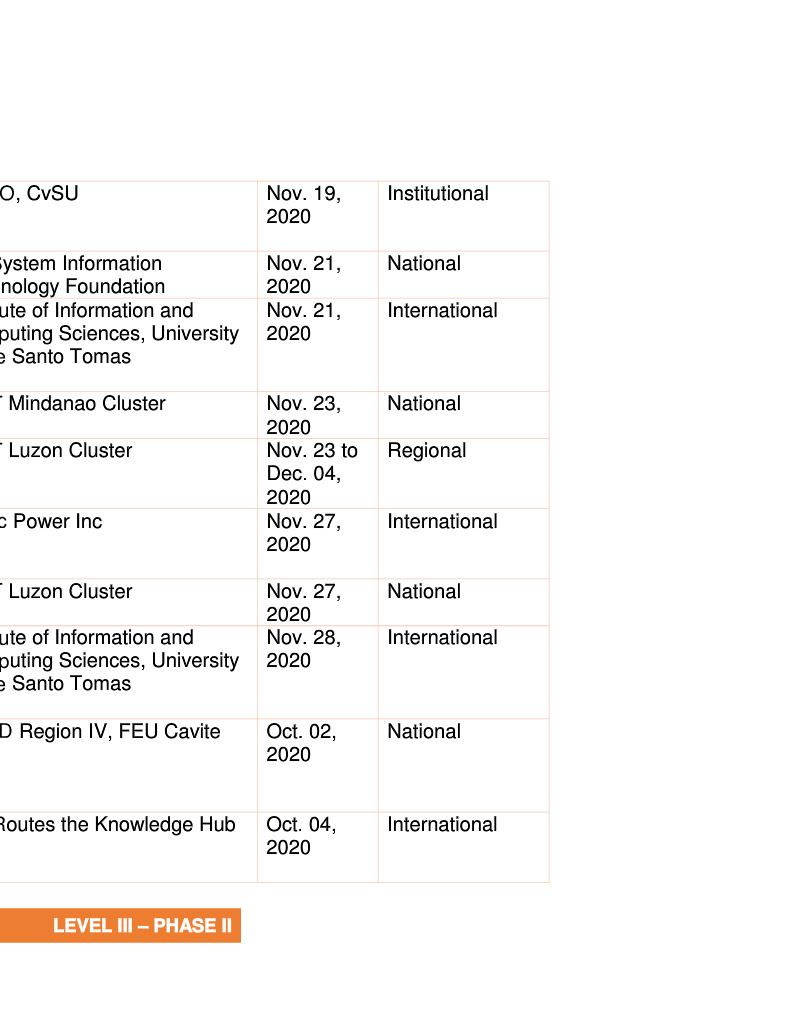 O, CvSU Nov. 19, Institutional
2020
System Information Nov. 21, National
nology Foundation 2020
ute of Information and Nov. 21, International
puting Sciences, University 2020
e Santo Tomas
T Mindanao Cluster Nov. 23, National
2020
T Luzon Cluster Nov. 23 to Regional
Dec. 04,
2020
c Power Inc Nov. 27, International
2020
T Luzon Cluster Nov. 27, National
2020
ute of Information and Nov. 28, International
puting Sciences, University 2020
e Santo Tomas
D Region IV, FEU Cavite Oct. 02, National
2020
Routes the Knowledge Hub Oct. 04, International
2020
LEVEL III – PHASE II